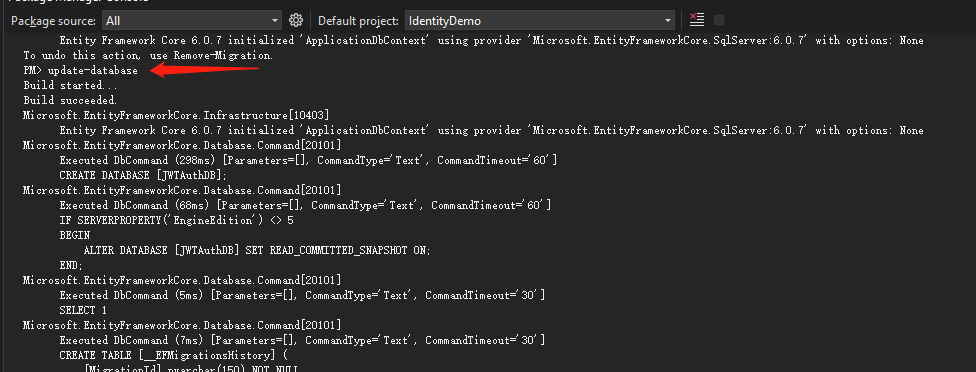 Package source: All Default project: IdentityDemo
Entity Framework Core 6.0.7 initialized 'ApplicationDbContext' using provider 'Microsoft.EntityFrameworkCore.SqlServer:6.0.7' with options: None
To undo this action, use Remove-Migration.
PM> update-database
Build started...
Build succeeded.
Microsoft.EntityFrameworkCore.Infrastructure[10403]
Entity Framework Core 6.0.7 initialized 'ApplicationDbContext' using provider 'Microsoft.EntityFrameworkCore.SqlServer:6.0.7' with options: None
Microsoft.EntityFrameworkCore.Database.Command[20101]
Executed DbCommand (298ms) [Parameters=[], CommandType='Text', CommandTimeout='60']
CREATE DATABASE [JWTAuthDB];
Microsoft.EntityFrameworkCore.Database.Command[20101]
Executed DbCommand (68ms) [Parameters=[], CommandType='Text', CommandTimeout='60']
IF SERVERPROPERTY('EngineEdition') <> 5
BEGIN
ALTER DATABASE [JWTAuthDB] SET READ_COMMITTED_SNAPSHOT ON;
END;
Microsoft.EntityFrameworkCore.Database.Command[20101]
Executed DbCommand (5ms) [Parameters=[], CommandType='Text', CommandTimeout='30']
SELECT 1
Microsoft.EntityFrameworkCore.Database.Command[20101]
Executed DbCommand (7ms) [Parameters=[], CommandType='Text', CommandTimeout='30']
CREATE TABLE [__EFMigrationsHistory] (
[MigrationId] nvarchar(150) NOT NULL